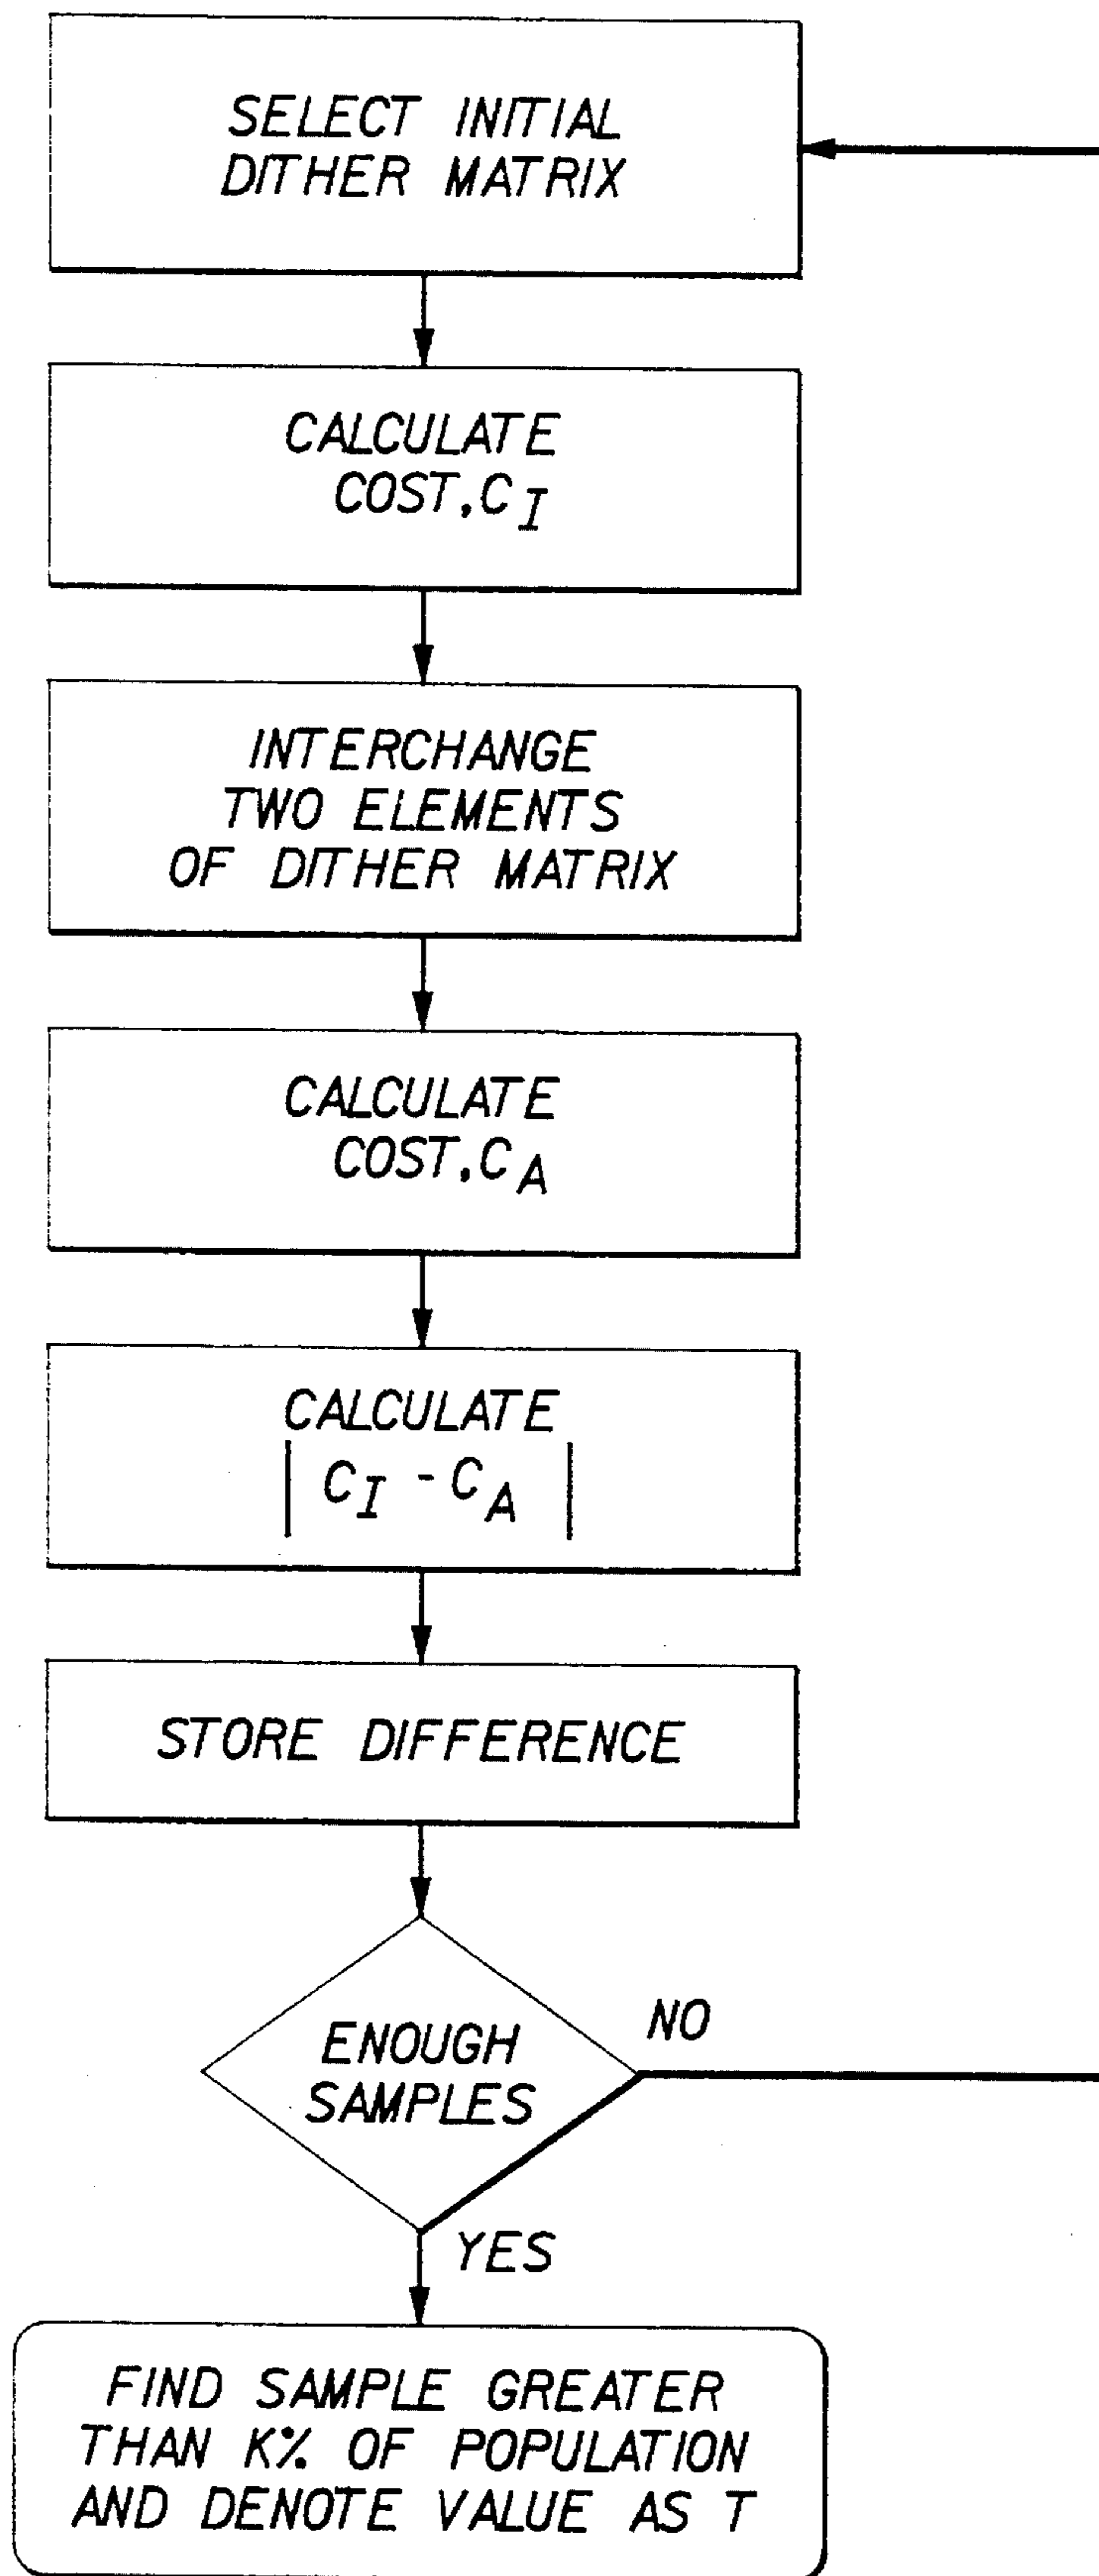 SELECT INITIAL
DITHER MATRIX
CALCULATE
COST, C_I
INTERCHANGE
TWO ELEMENTS
OF DITHER MATRIX
CALCULATE
COST, C_A
CALCULATE
| C_I - C_A |
STORE DIFFERENCE
ENOUGH
SAMPLES
NO
YES
FIND SAMPLE GREATER
THAN K% OF POPULATION
AND DENOTE VALUE AS T